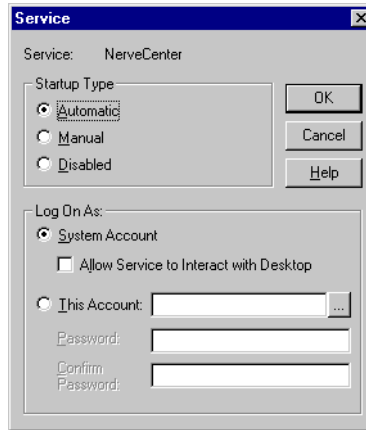 Service
Service: NerveCenter
Startup Type
Automatic
Manual
Disabled
OK
Cancel
Help
Log On As:
System Account
Allow Service to Interact with Desktop
This Account:
...
Password:
Confirm
Password: